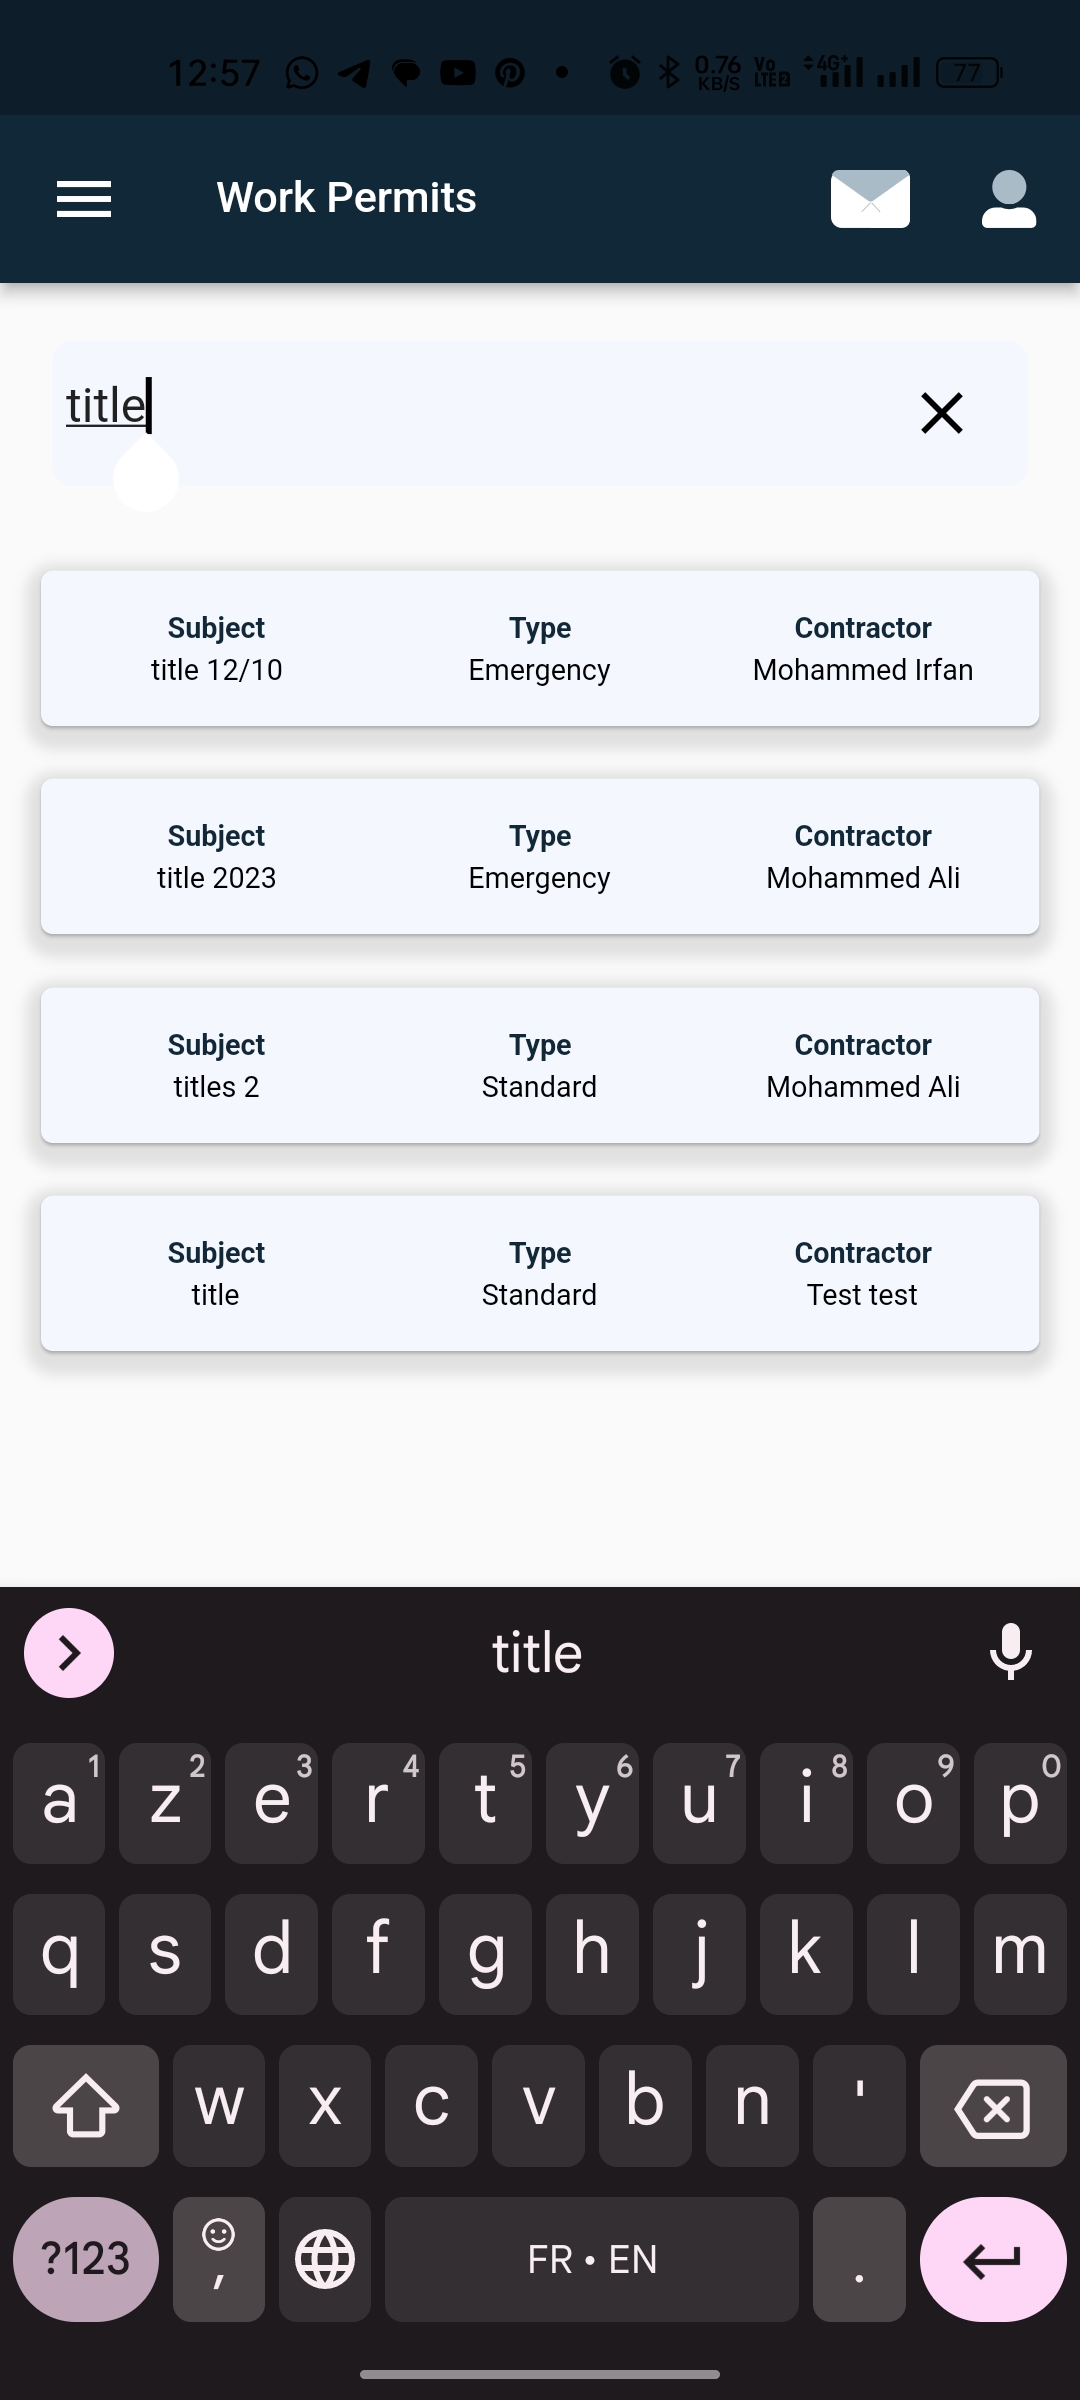 12:57 0.76 KB/S Vo LTE 2 4G+ 77
Work Permits
title
Subject Type Contractor
title 12/10 Emergency Mohammed Irfan
Subject Type Contractor
title 2023 Emergency Mohammed Ali
Subject Type Contractor
titles 2 Standard Mohammed Ali
Subject Type Contractor
title Standard Test test
title
a 1 z 2 e 3 r 4 t 5 y 6 u 7 i 8 o 9 p 0
q s d f g h j k l m
w x c v b n '
?123 , FR • EN .